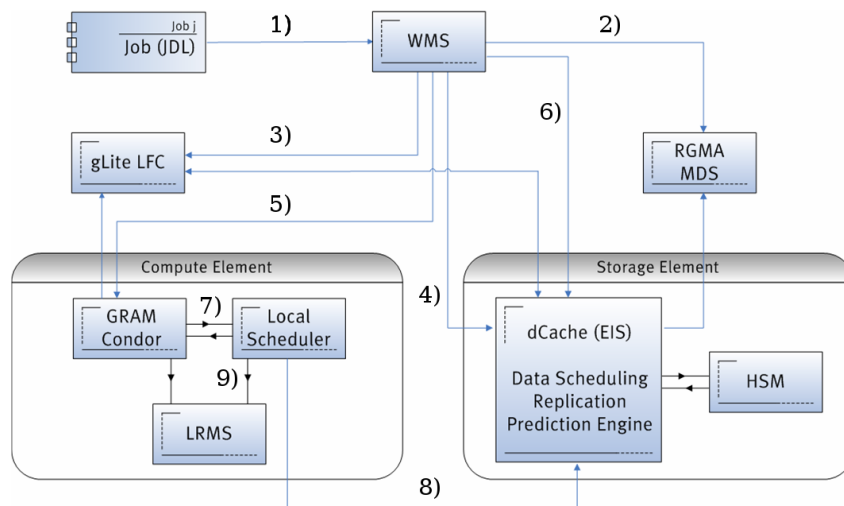 Job j
Job (JDL)
1)
WMS
2)
6)
3)
gLite LFC
RGMA
MDS
5)
Compute Element
Storage Element
4)
GRAM
Condor
7)
Local
Scheduler
dCache (EIS)
Data Scheduling
Replication
Prediction Engine
HSM
9)
LRMS
8)